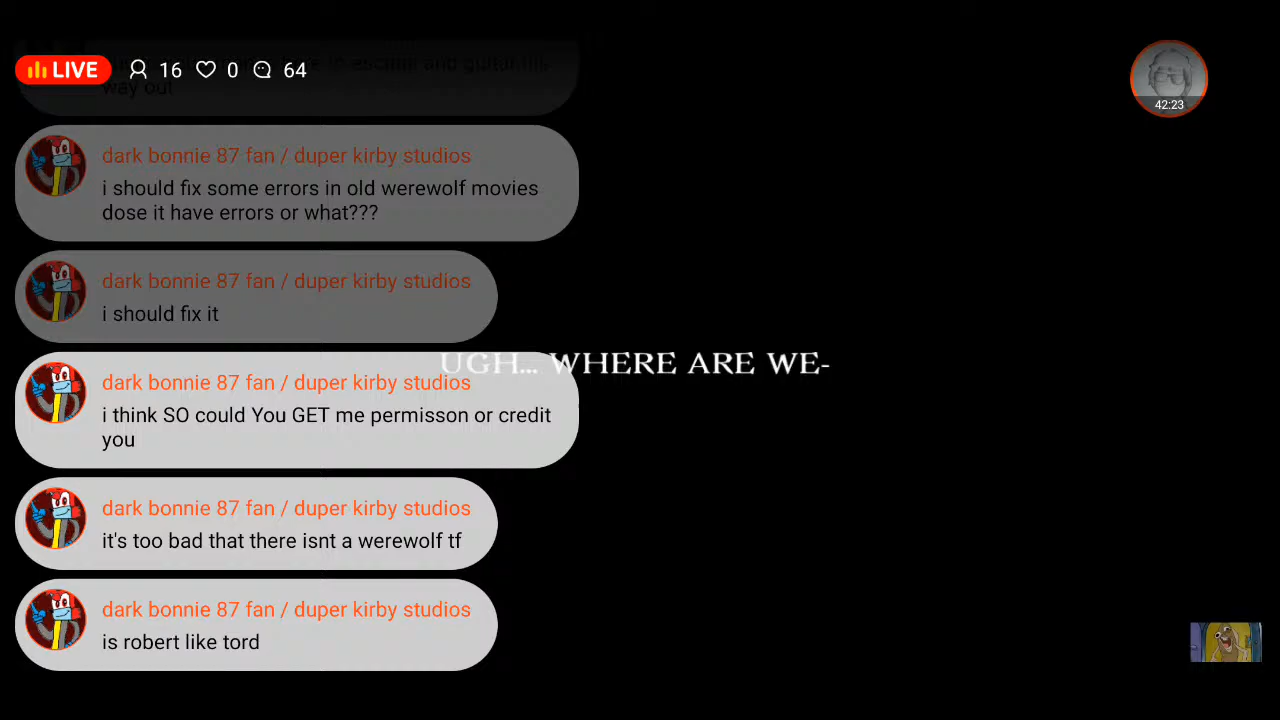 LIVE 16 0 64
way out
42:23
dark bonnie 87 fan / duper kirby studios
i should fix some errors in old werewolf movies
dose it have errors or what???
dark bonnie 87 fan / duper kirby studios
i should fix it
UGH... WHERE ARE WE-
dark bonnie 87 fan / duper kirby studios
i think SO could You GET me permisson or credit
you
dark bonnie 87 fan / duper kirby studios
it's too bad that there isnt a werewolf tf
dark bonnie 87 fan / duper kirby studios
is robert like tord